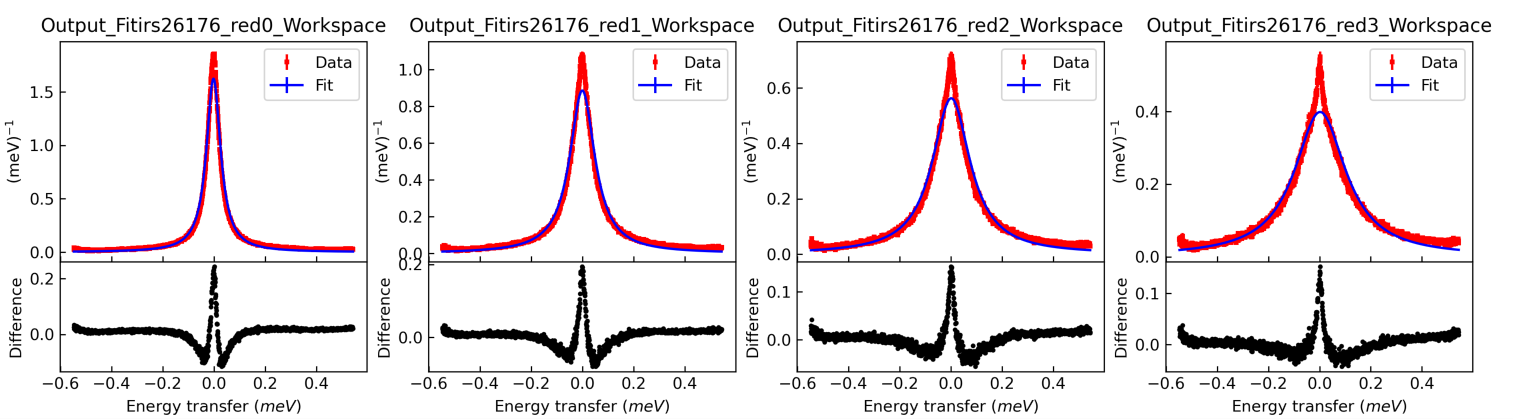 Output_Fitirs26176_red0_Workspace
Output_Fitirs26176_red1_Workspace
Output_Fitirs26176_red2_Workspace
Output_Fitirs26176_red3_Workspace
(meV)⁻¹
1.5
1.0
0.5
0.0
Data
Fit
(meV)⁻¹
1.0
0.8
0.6
0.4
0.2
0.0
Data
Fit
(meV)⁻¹
0.6
0.4
0.2
0.0
Data
Fit
(meV)⁻¹
0.4
0.2
0.0
Data
Fit
Difference
0.2
0.0
−0.6 −0.4 −0.2 0.0 0.2 0.4
Energy transfer (meV)
Difference
0.2
0.0
−0.6 −0.4 −0.2 0.0 0.2 0.4
Energy transfer (meV)
Difference
0.1
0.0
−0.6 −0.4 −0.2 0.0 0.2 0.4
Energy transfer (meV)
Difference
0.1
0.0
−0.6 −0.4 −0.2 0.0 0.2 0.4
Energy transfer (meV)